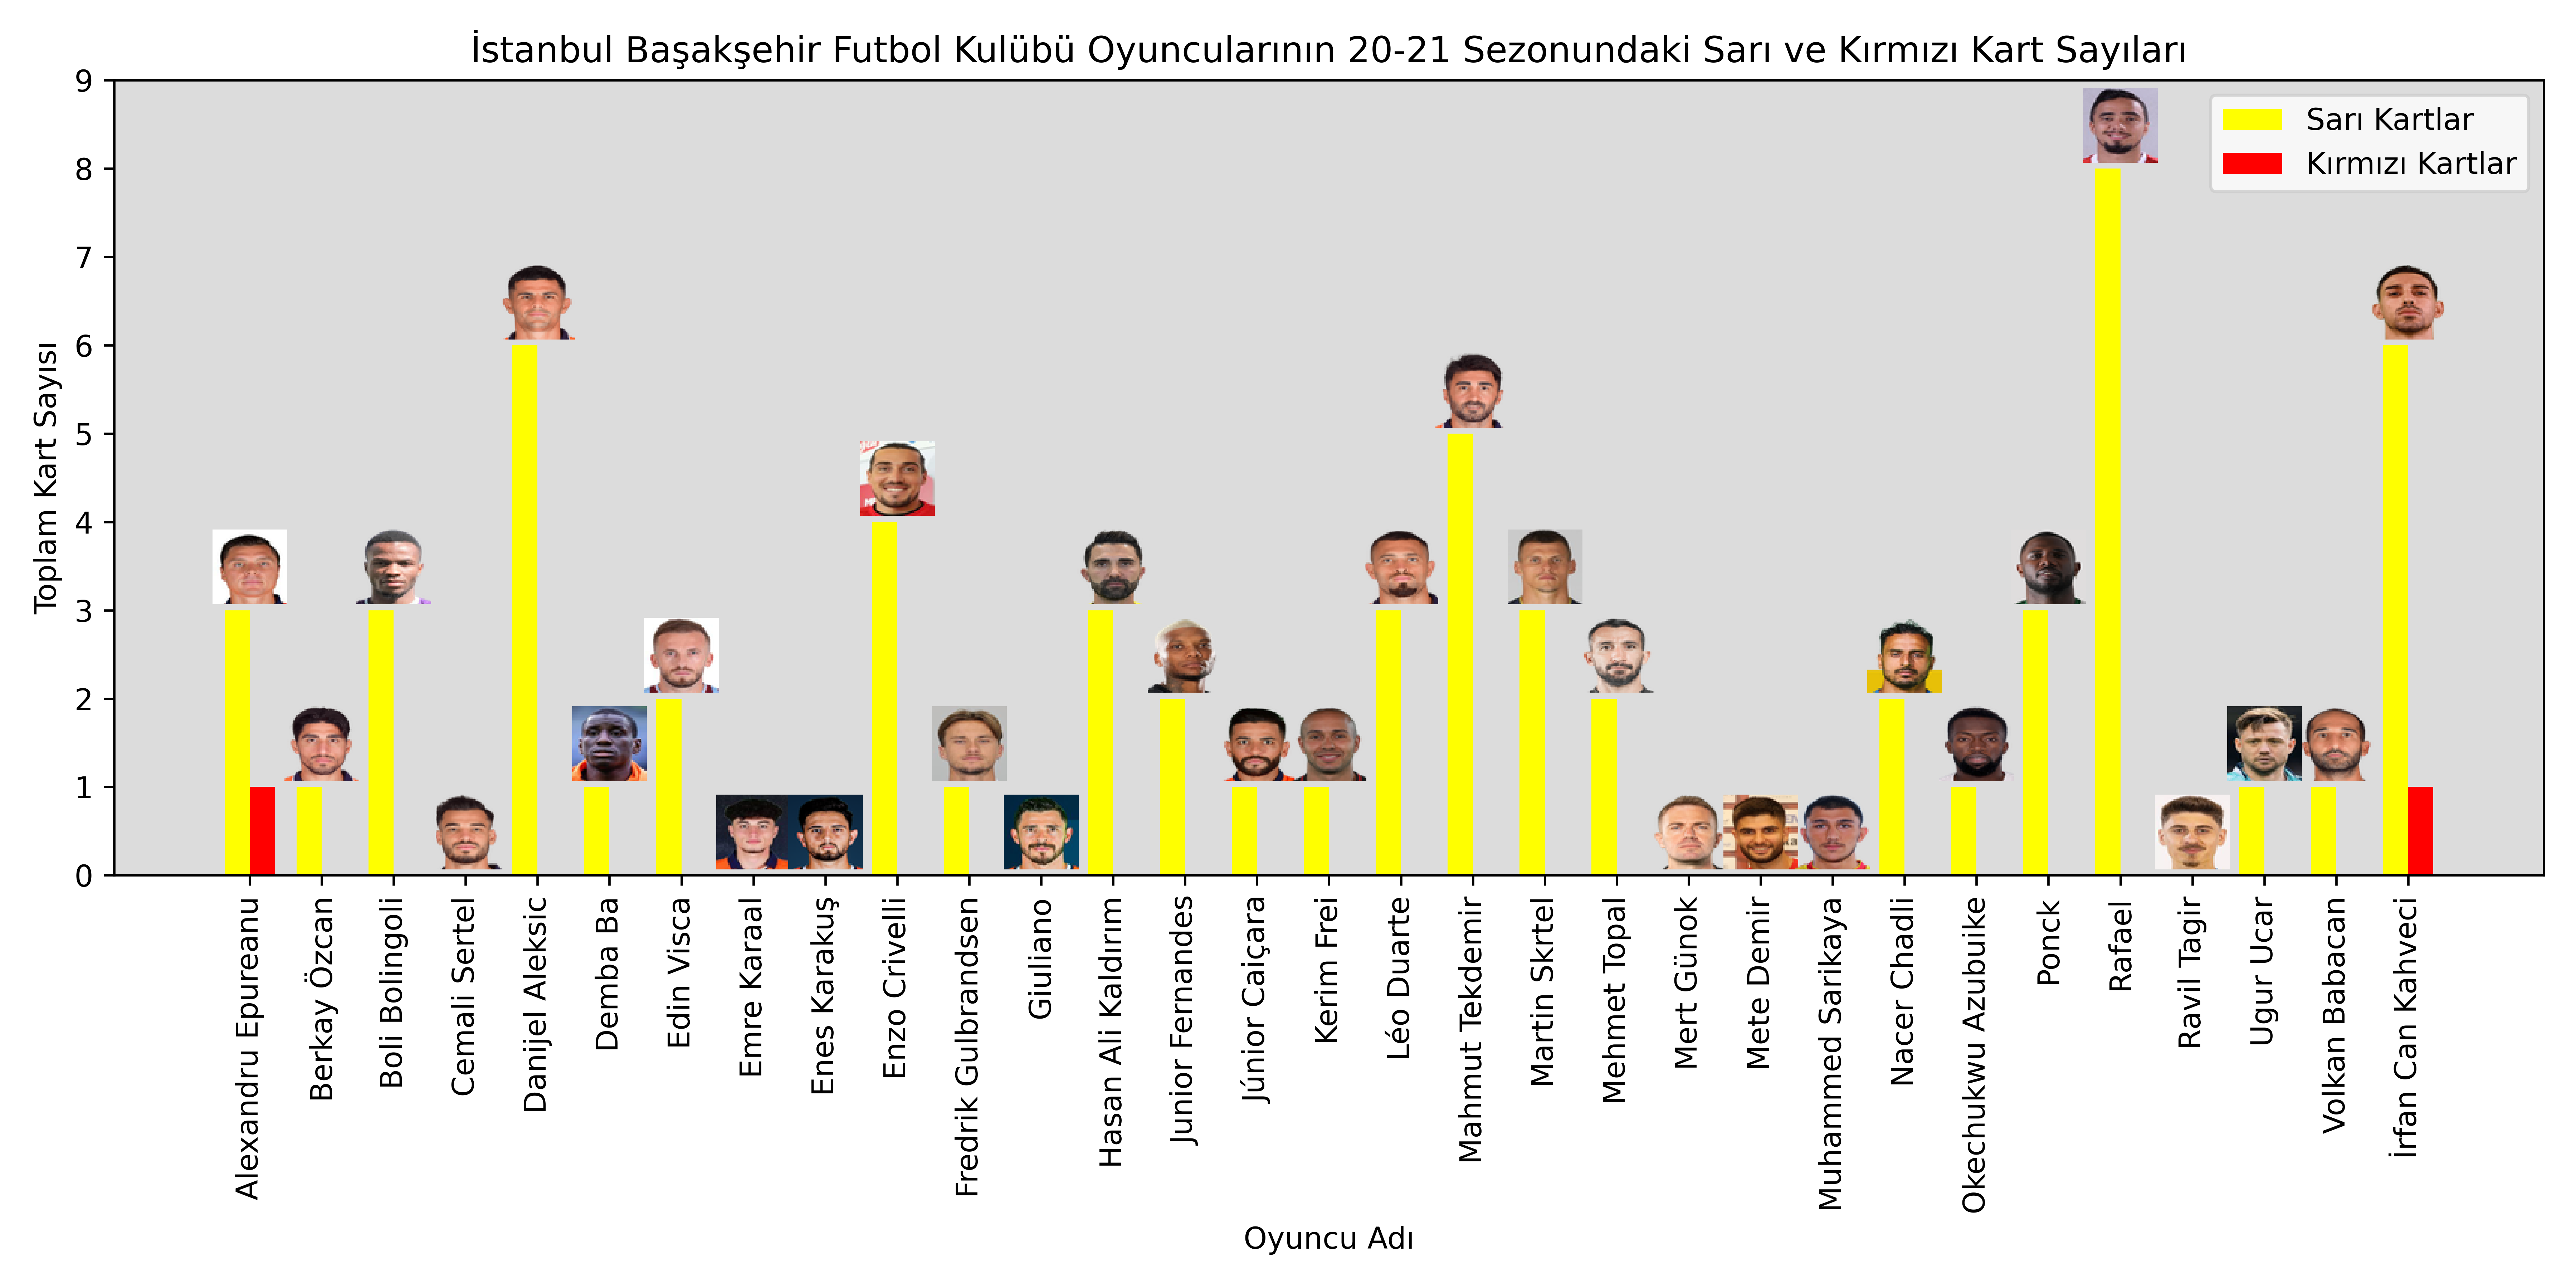 İstanbul Başakşehir Futbol Kulübü Oyuncularının 20-21 Sezonundaki Sarı ve Kırmızı Kart Sayıları
Sarı Kartlar
Kırmızı Kartlar
Toplam Kart Sayısı
9
8
7
6
5
4
3
2
1
0
Alexandru Epureanu
Berkay Özcan
Boli Bolingoli
Cemali Sertel
Danijel Aleksic
Demba Ba
Edin Visca
Emre Karaal
Enes Karakuş
Enzo Crivelli
Fredrik Gulbrandsen
Giuliano
Hasan Ali Kaldırım
Junior Fernandes
Júnior Caiçara
Kerim Frei
Léo Duarte
Mahmut Tekdemir
Martin Skrtel
Mehmet Topal
Mert Günok
Mete Demir
Muhammed Sarikaya
Nacer Chadli
Okechukwu Azubuike
Ponck
Rafael
Ravil Tagir
Ugur Ucar
Volkan Babacan
İrfan Can Kahveci
Oyuncu Adı